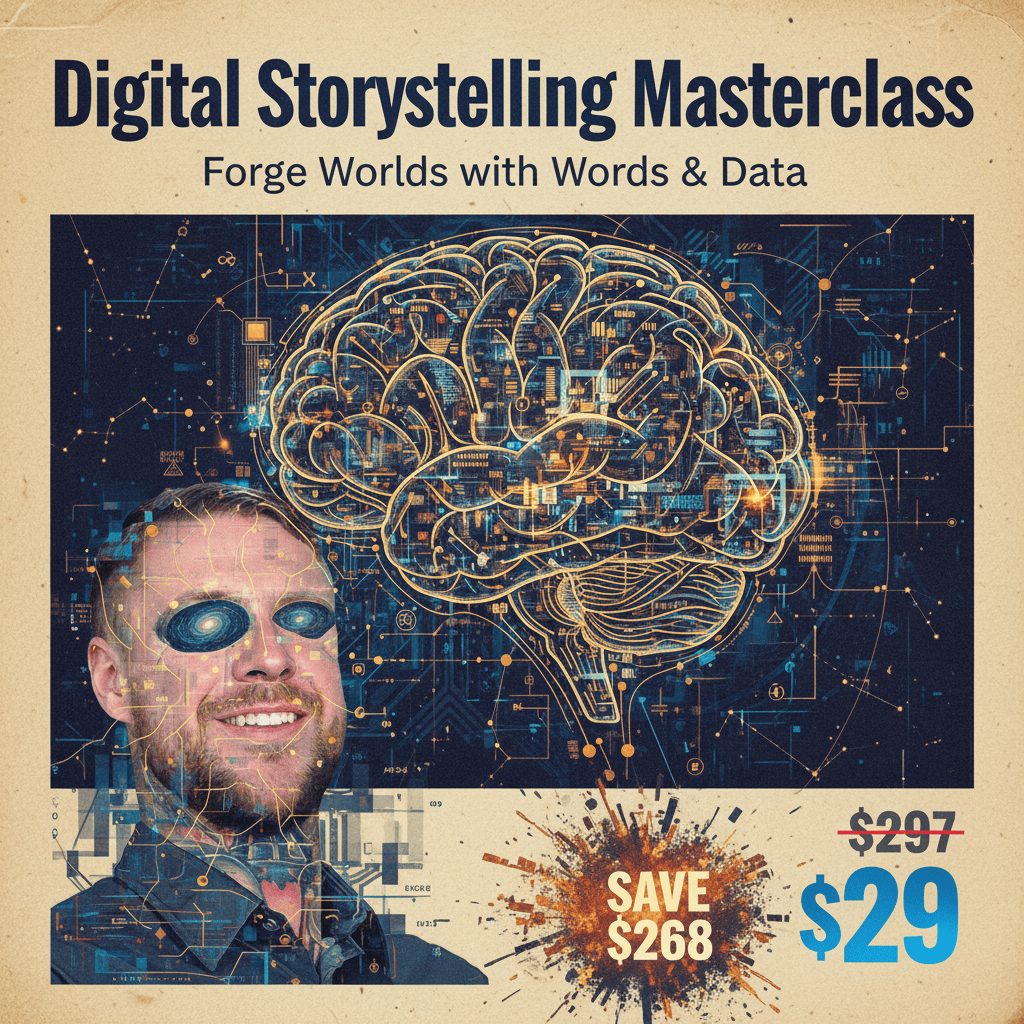 Digital Storystelling Masterclass
Forge Worlds with Words & Data
$297
SAVE
$268
$29